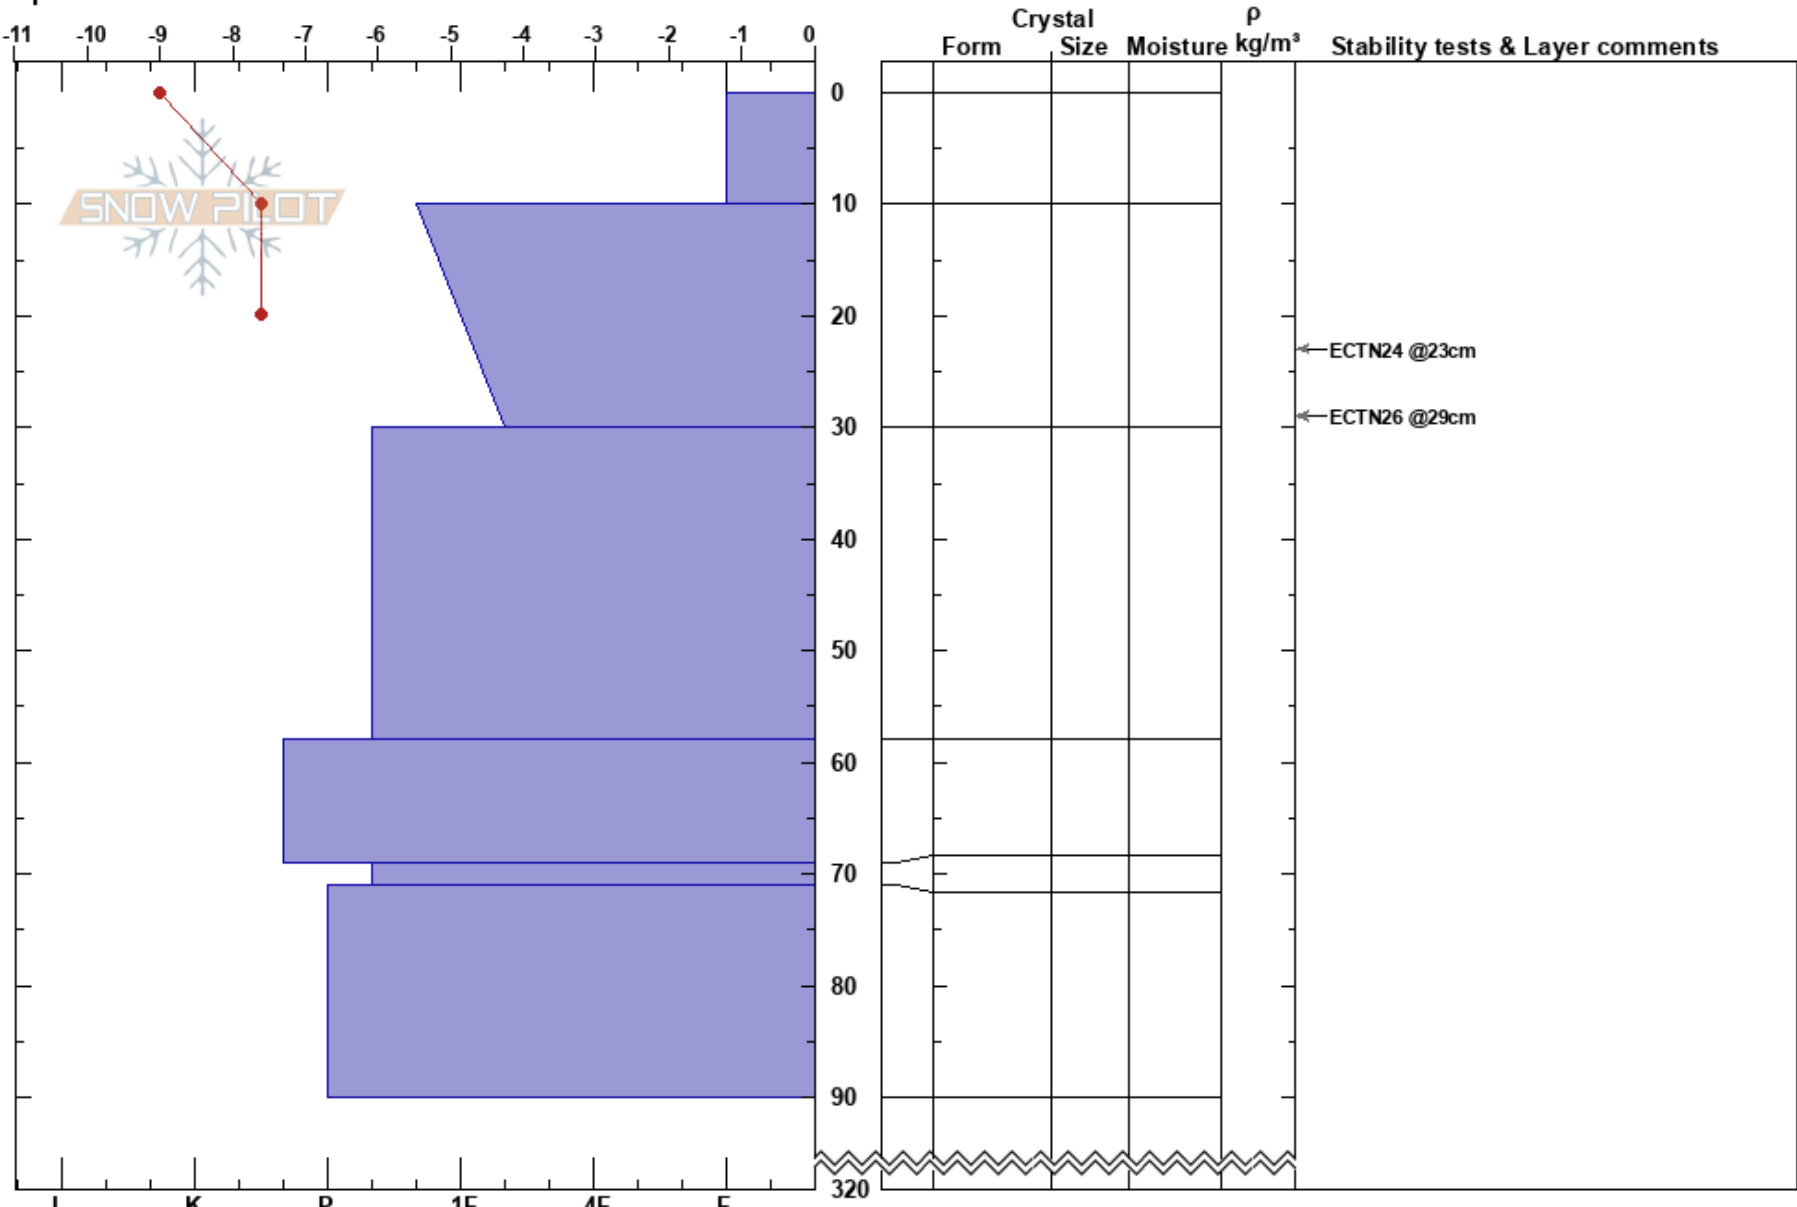 Crystal ρ
-11 -10 -9 -8 -7 -6 -5 -4 -3 -2 -1 0 Form Size Moisture kg/m³ Stability tests & Layer comments
0
SNOW PILOT
10
20
ECTN24 @23cm
ECTN26 @29cm
30
40
50
60
70
80
90
320
I K P 1F 4F F